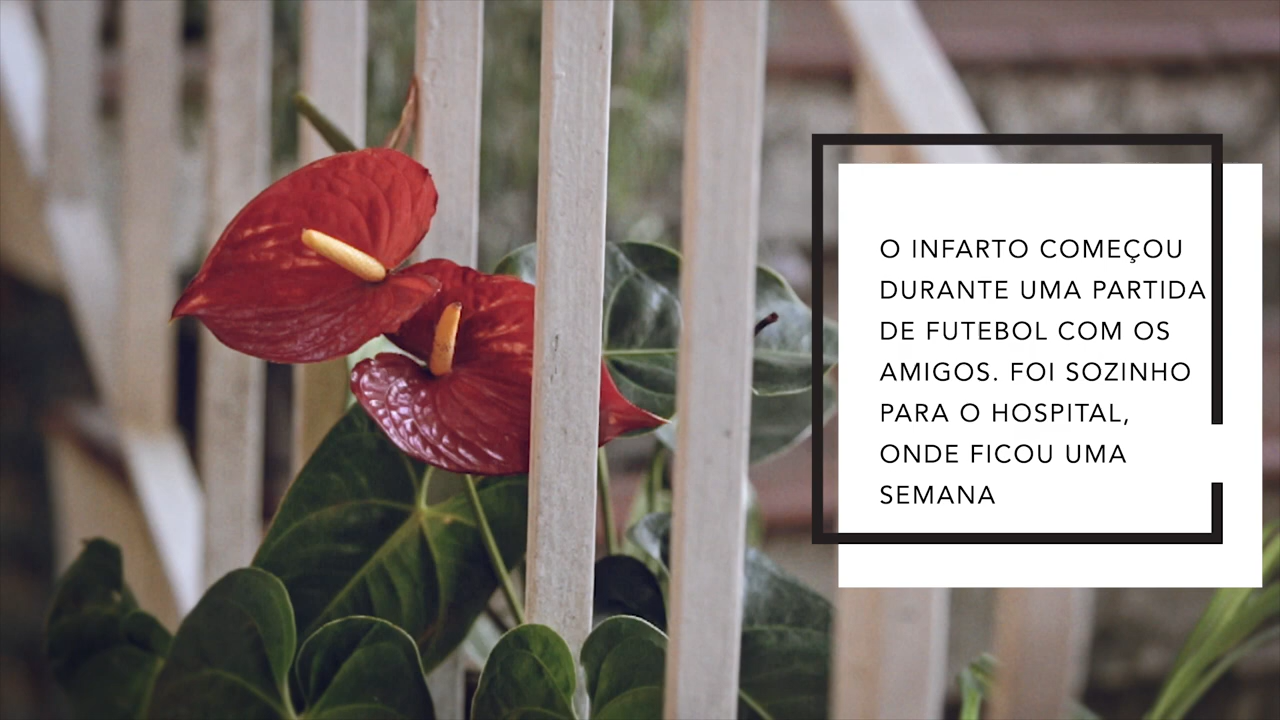 O INFARTO COMEÇOU
DURANTE UMA PARTIDA
DE FUTEBOL COM OS
AMIGOS. FOI SOZINHO
PARA O HOSPITAL,
ONDE FICOU UMA
SEMANA